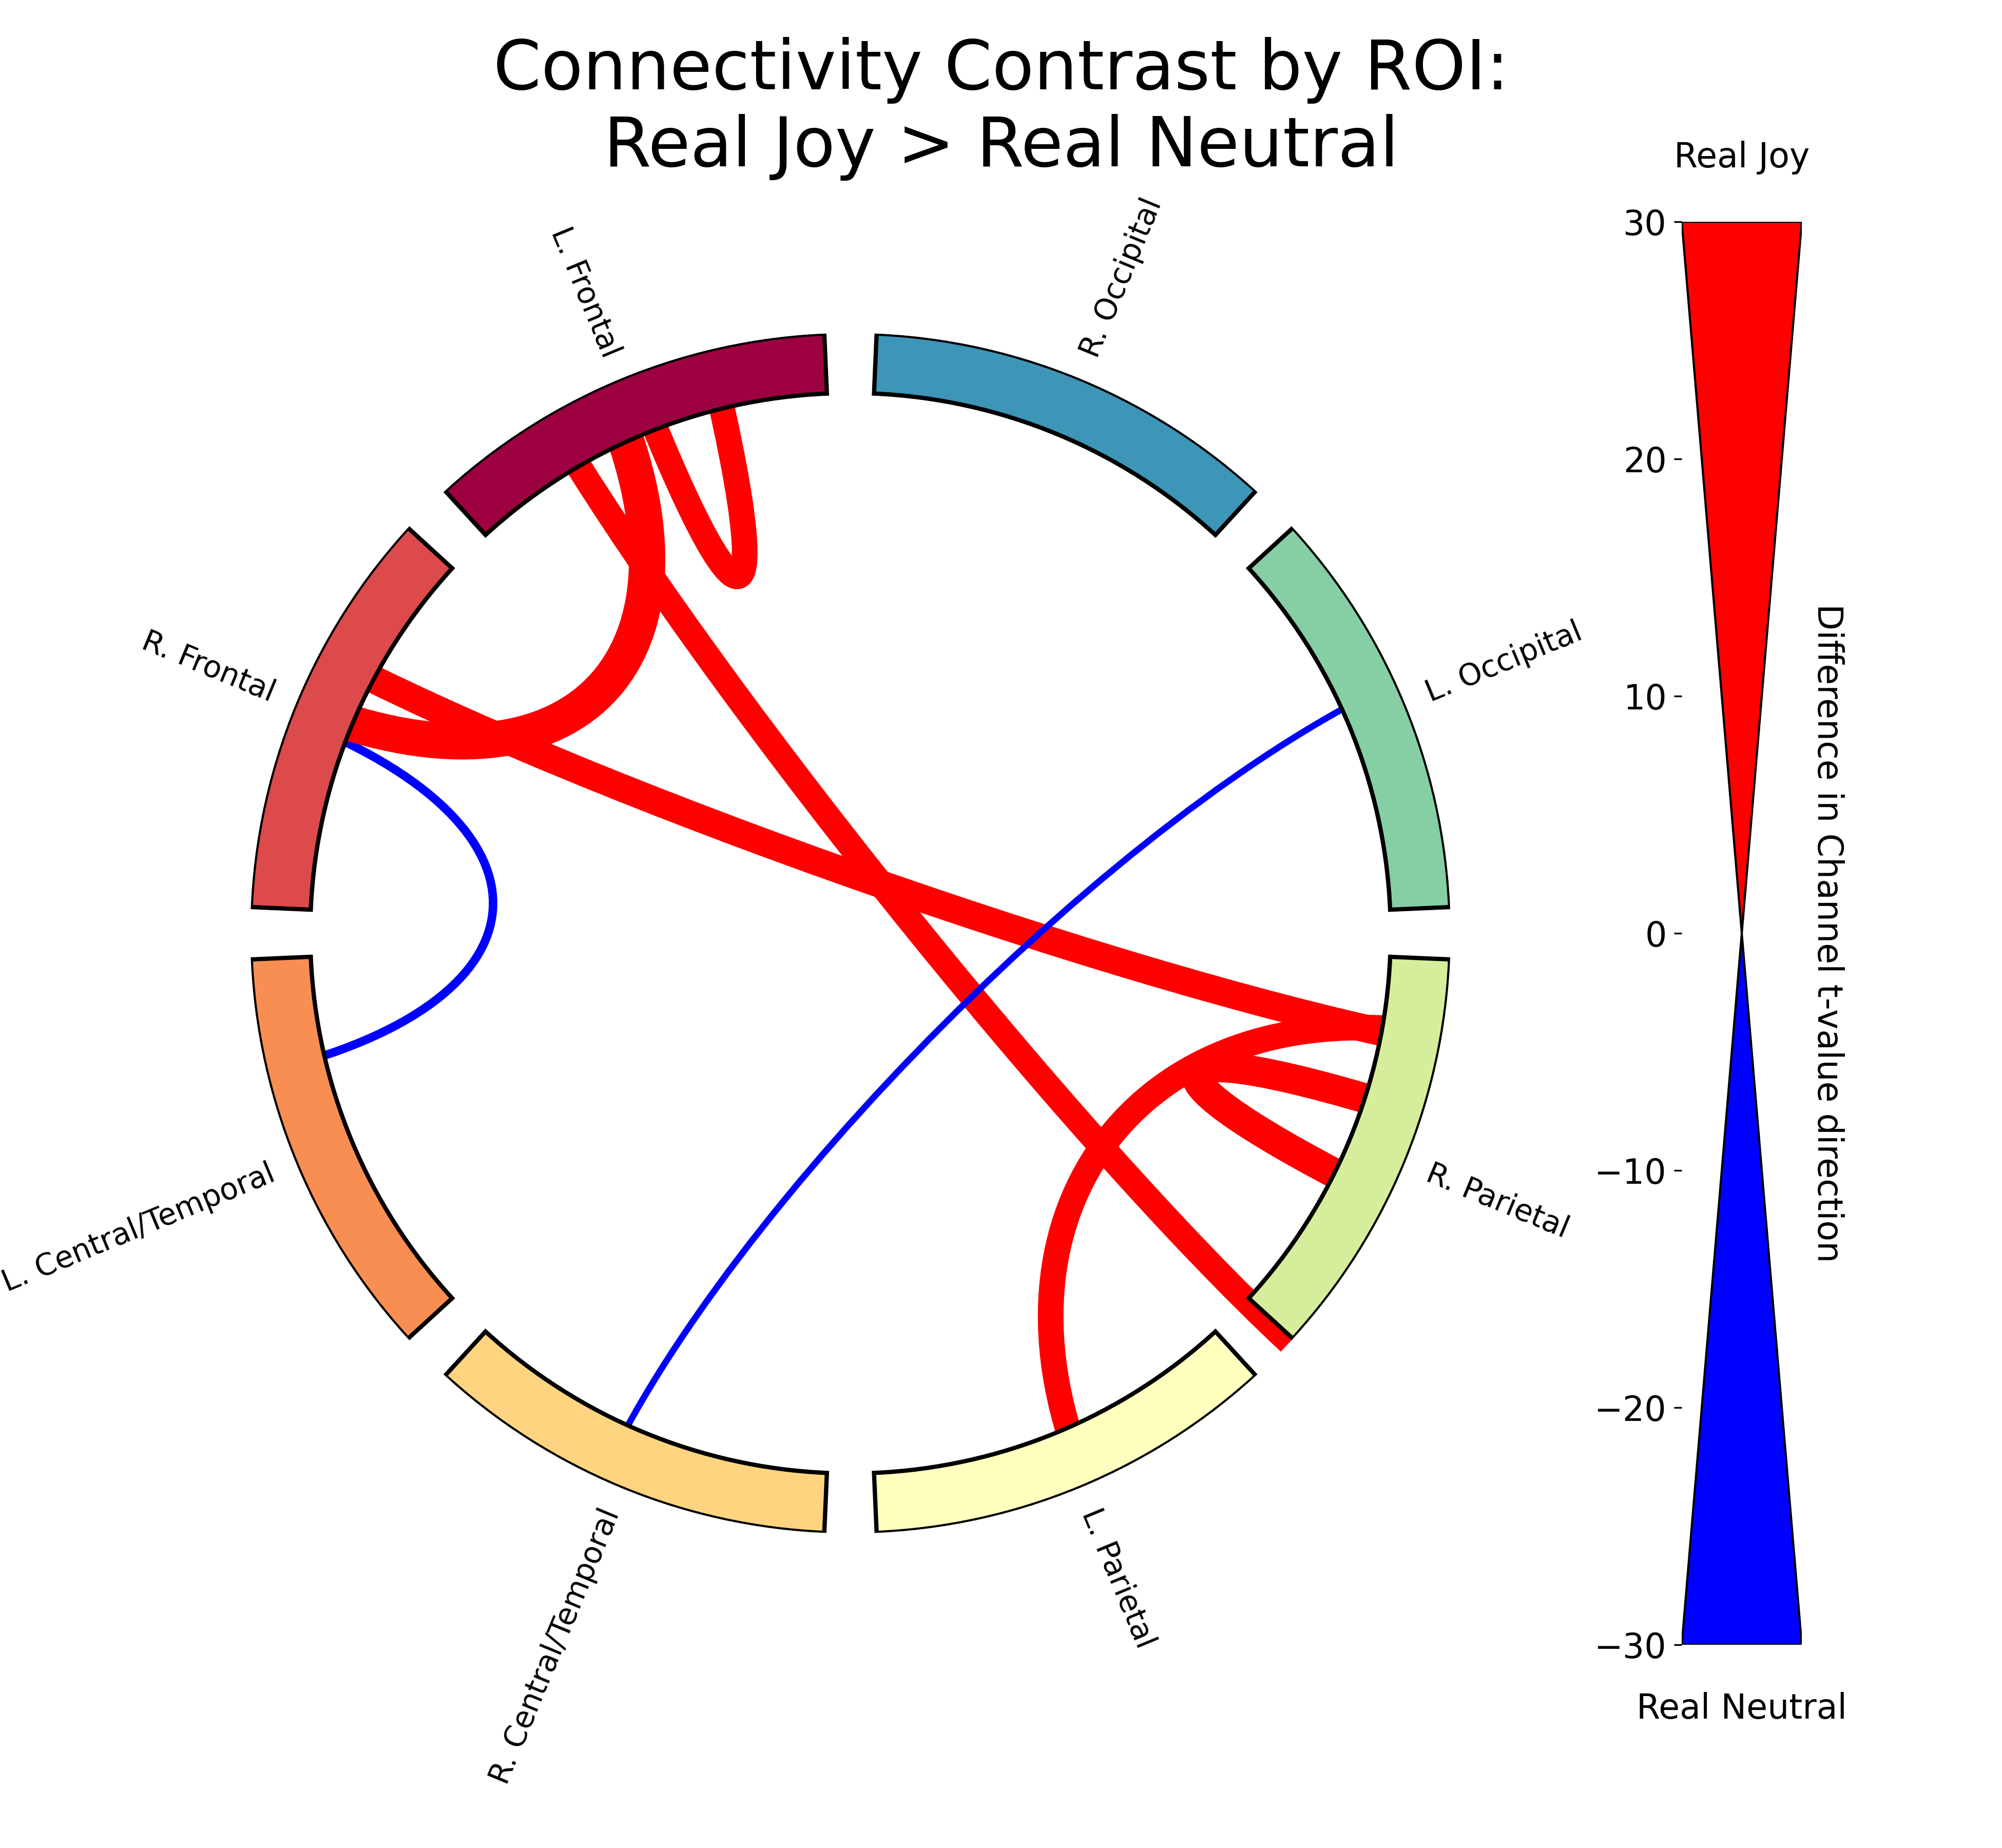 Connectivity Contrast by ROI:
Real Joy > Real Neutral
Real Joy
L. Frontal
R. Occipital
R. Frontal
L. Occipital
L. Central/Temporal
R. Parietal
R. Central/Temporal
L. Parietal
30
20
10
0
−10
−20
−30
Difference in Channel t-value direction
Real Neutral